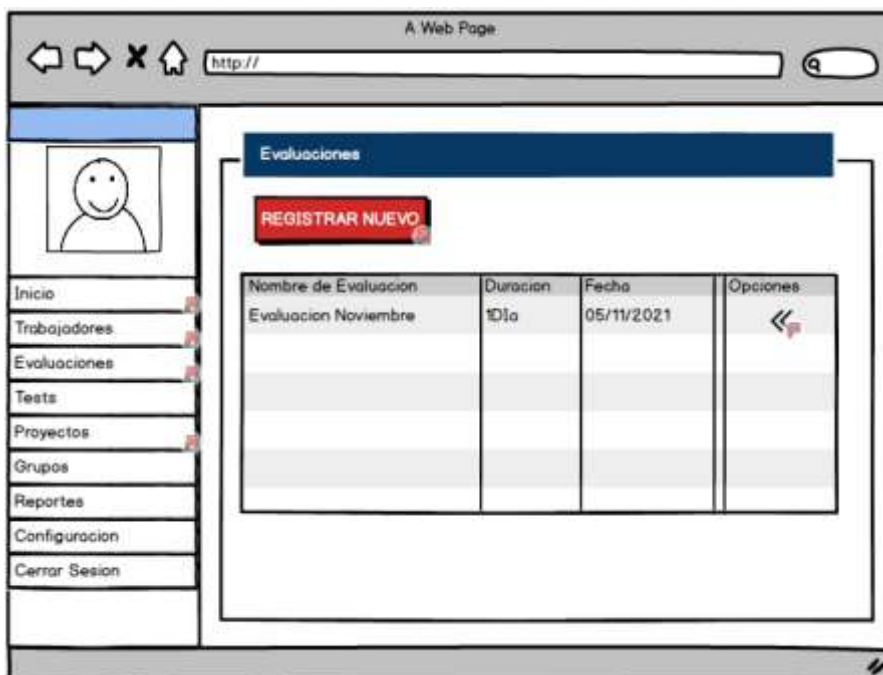 A Web Page
http://
Evaluaciones
REGISTRAR NUEVO
Inicio
Trabajadores
Evaluaciones
Tests
Proyectos
Grupos
Reportes
Configuracion
Cerrar Sesion
Nombre de Evaluacion Duracion Fecha Opciones
Evaluacion Noviembre 1DIa 05/11/2021